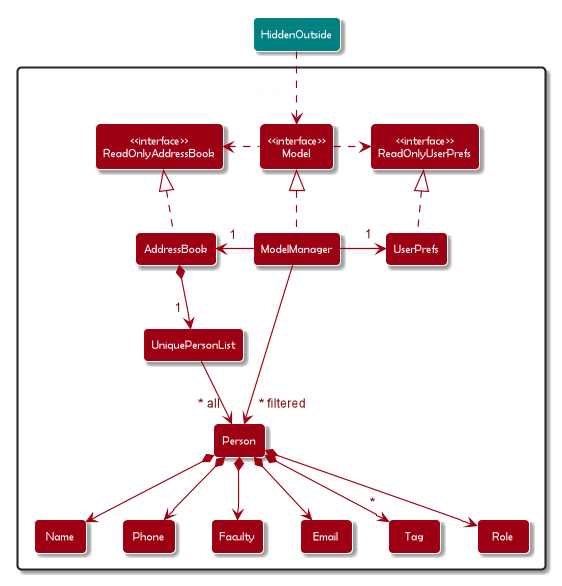 HiddenOutside
<<interface>>
ReadOnlyAddressBook
<<interface>>
Model
<<interface>>
ReadOnlyUserPrefs
AddressBook
1
ModelManager
1
UserPrefs
1
UniquePersonList
* all
* filtered
Person
*
Name
Phone
Faculty
Email
Tag
Role